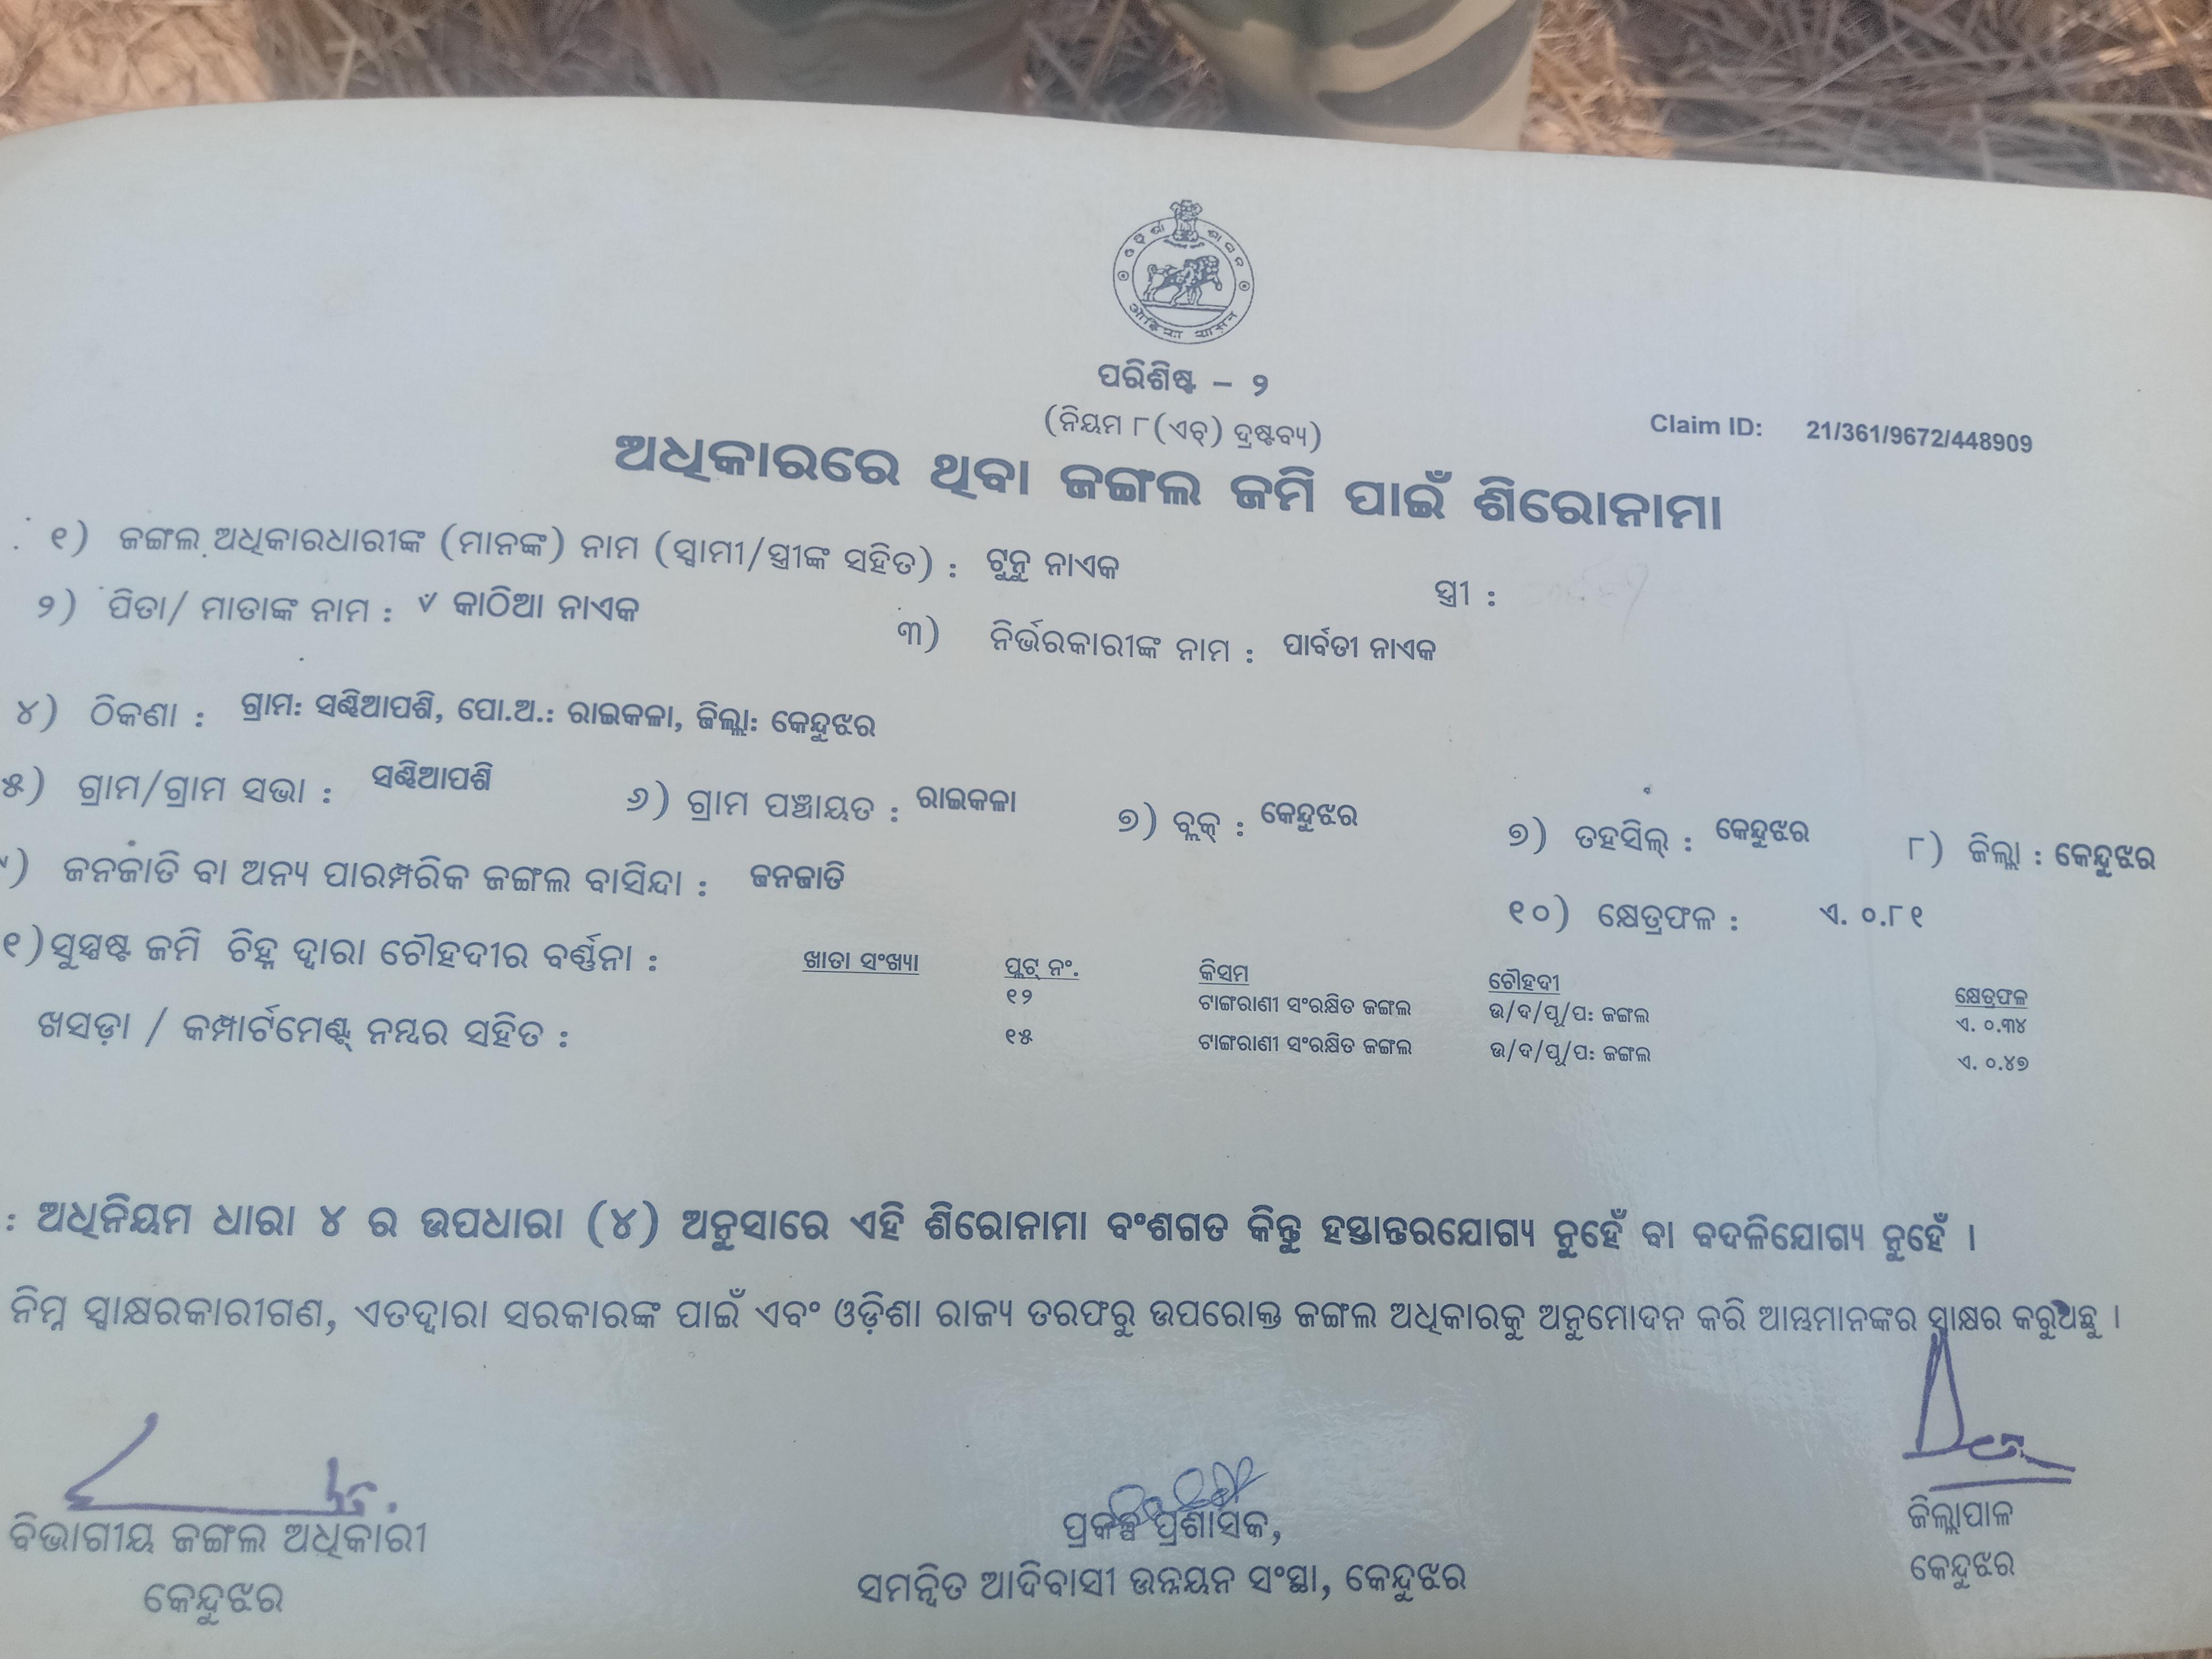 ଓଡ଼ିଶା ଶାସନ
ओड़िशा शासन
ପରିଶିଷ୍ଟ – ୨
(ନିୟମ ୮(ଏଚ୍) ଦ୍ରଷ୍ଟବ୍ୟ)
Claim ID: 21/361/9672/448909
ଅଧିକାରରେ ଥିବା ଜଙ୍ଗଲ ଜମି ପାଇଁ ଶିରୋନାମା
୧) ଜଙ୍ଗଲ ଅଧିକାରଧାରୀଙ୍କ (ମାନଙ୍କ) ନାମ (ସ୍ୱାମୀ/ସ୍ତ୍ରୀଙ୍କ ସହିତ) : ଟୁନୁ ନାଏକ ସ୍ତ୍ରୀ :
୨) ପିତା/ ମାତାଙ୍କ ନାମ : କାଠିଆ ନାଏକ ୩) ନିର୍ଭରକାରୀଙ୍କ ନାମ : ପାର୍ବତୀ ନାଏକ
୪) ଠିକଣା : ଗ୍ରାମ: ସଣ୍ଢିଆପଶି, ପୋ.ଅ.: ରାଇକଳା, ଜିଲ୍ଲା: କେନ୍ଦୁଝର
୫) ଗ୍ରାମ/ଗ୍ରାମ ସଭା : ସଣ୍ଢିଆପଶି ୬) ଗ୍ରାମ ପଞ୍ଚାୟତ : ରାଇକଳା ୭) ବ୍ଲକ୍ : କେନ୍ଦୁଝର ୭) ତହସିଲ୍ : କେନ୍ଦୁଝର ୮) ଜିଲ୍ଲା : କେନ୍ଦୁଝର
) ଜନଜାତି ବା ଅନ୍ୟ ପାରମ୍ପରିକ ଜଙ୍ଗଲ ବାସିନ୍ଦା : ଜନଜାତି ୧୦) କ୍ଷେତ୍ରଫଳ : ଏ. ୦.୮୧
୧) ସୁସ୍ପଷ୍ଟ ଜମି ଚିହ୍ନ ଦ୍ୱାରା ଚୌହଦୀର ବର୍ଣ୍ଣନା : ଖାତା ସଂଖ୍ୟା ପ୍ଲଟ୍ ନଂ. କିସମ ଚୌହଦୀ କ୍ଷେତ୍ରଫଳ
୧୨ ଟାଙ୍ଗରାଣୀ ସଂରକ୍ଷିତ ଜଙ୍ଗଲ ଉ/ଦ/ପୂ/ପ: ଜଙ୍ଗଲ ଏ. ୦.୩୪
ଖସଡ଼ା / କମ୍ପାର୍ଟମେଣ୍ଟ୍ ନମ୍ବର ସହିତ : ୧୫ ଟାଙ୍ଗରାଣୀ ସଂରକ୍ଷିତ ଜଙ୍ଗଲ ଉ/ଦ/ପୂ/ପ: ଜଙ୍ଗଲ ଏ. ୦.୪୭
: ଅଧିନିୟମ ଧାରା ୪ ର ଉପଧାରା (୪) ଅନୁସାରେ ଏହି ଶିରୋନାମା ବଂଶଗତ କିନ୍ତୁ ହସ୍ତାନ୍ତରଯୋଗ୍ୟ ନୁହେଁ ବା ବଦଳିଯୋଗ୍ୟ ନୁହେଁ ।
ନିମ୍ନ ସ୍ୱାକ୍ଷରକାରୀଗଣ, ଏତଦ୍ୱାରା ସରକାରଙ୍କ ପାଇଁ ଏବଂ ଓଡ଼ିଶା ରାଜ୍ୟ ତରଫରୁ ଉପରୋକ୍ତ ଜଙ୍ଗଲ ଅଧିକାରକୁ ଅନୁମୋଦନ କରି ଆମ୍ଭମାନଙ୍କର ସ୍ୱାକ୍ଷର କରୁଅଛୁ ।
ବିଭାଗୀୟ ଜଙ୍ଗଲ ଅଧିକାରୀ
କେନ୍ଦୁଝର
ପ୍ରକଳ୍ପ ପ୍ରଶାସକ,
ସମନ୍ୱିତ ଆଦିବାସୀ ଉନ୍ନୟନ ସଂସ୍ଥା, କେନ୍ଦୁଝର
ଜିଲ୍ଲାପାଳ
କେନ୍ଦୁଝର